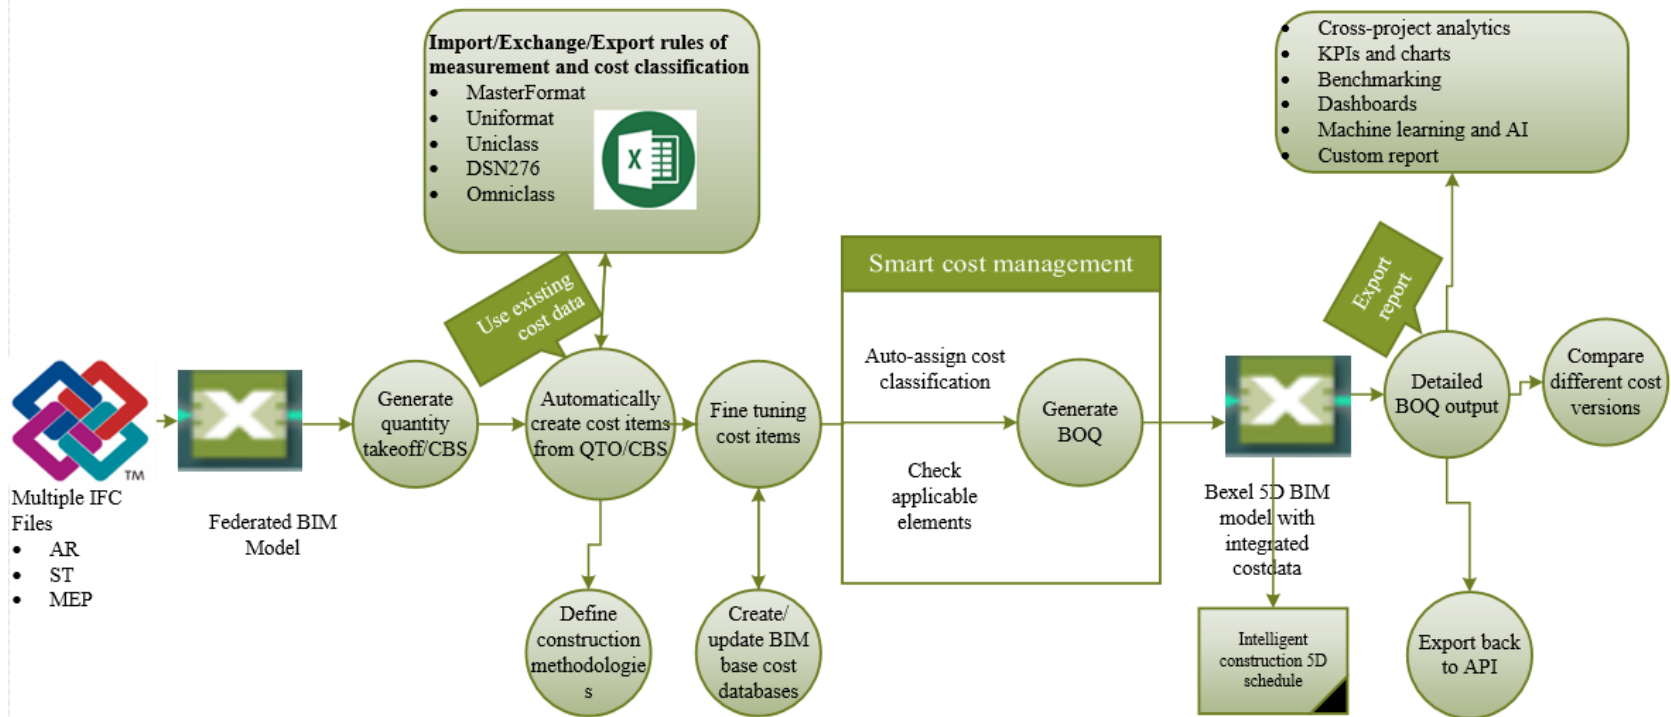 Import/Exchange/Export rules of
measurement and cost classification
• MasterFormat
• Uniformat
• Uniclass
• DSN276
• Omniclass
X
• Cross-project analytics
• KPIs and charts
• Benchmarking
• Dashboards
• Machine learning and AI
• Custom report
Use existing
cost data
Smart cost management
Export
report
TM
Multiple IFC
Files
• AR
• ST
• MEP
Federated BIM
Model
Generate
quantity
takeoff/CBS
Automatically
create cost items
from QTO/CBS
Fine tuning
cost items
Auto-assign cost
classification
Check
applicable
elements
Generate
BOQ
Bexel 5D BIM
model with
integrated
costdata
Detailed
BOQ output
Compare
different cost
versions
Define
construction
methodologie
s
Create/
update BIM
base cost
databases
Intelligent
construction 5D
schedule
Export back
to API